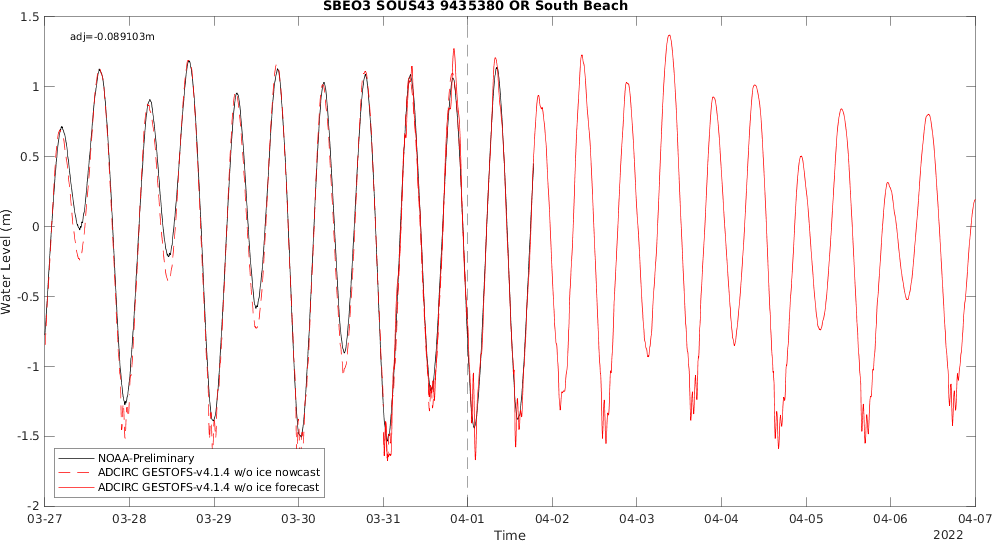 SBEO3 SOUS43 9435380 OR South Beach
adj=-0.089103m
1.5
1
0.5
0
-0.5
-1
-1.5
-2
Water Level (m)
NOAA-Preliminary
ADCIRC GESTOFS-v4.1.4 w/o ice nowcast
ADCIRC GESTOFS-v4.1.4 w/o ice forecast
03-27 03-28 03-29 03-30 03-31 04-01 04-02 04-03 04-04 04-05 04-06 04-07
Time
2022